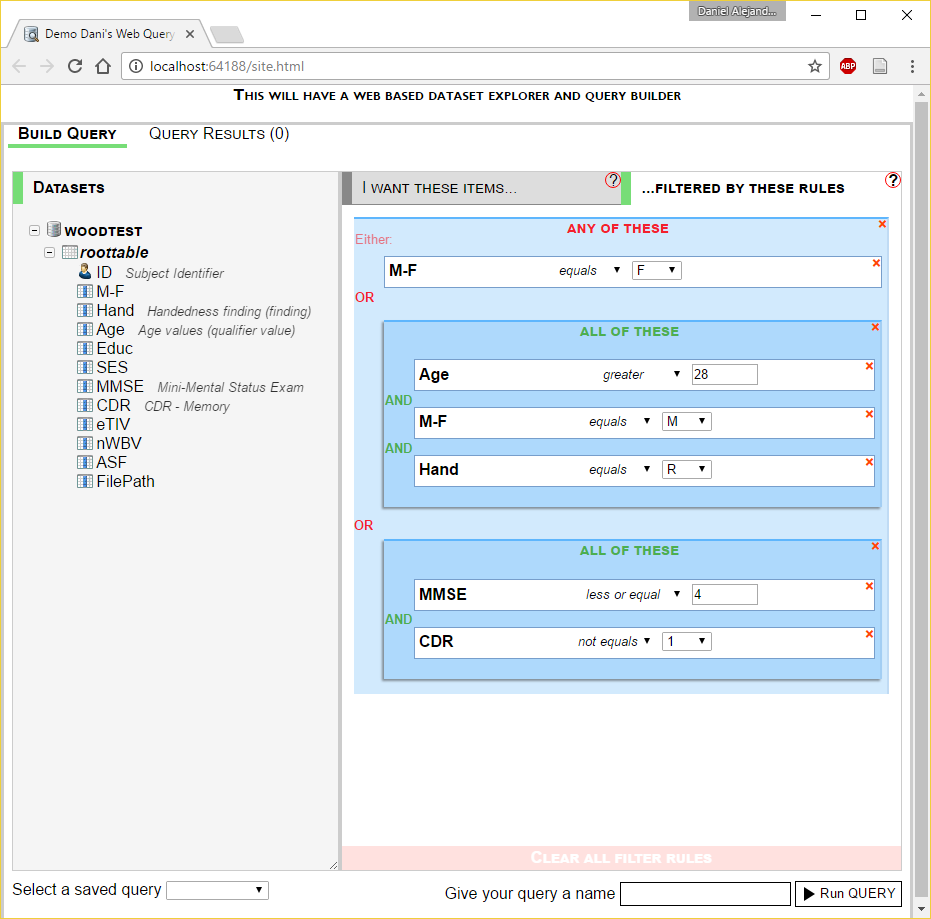 Daniel Alejand...
Demo Dani's Web Query
localhost:64188/site.html
ABP
This will have a web based dataset explorer and query builder
Build Query
Query Results (0)
Datasets
woodtest
roottable
ID Subject Identifier
M-F
Hand Handedness finding (finding)
Age Age values (qualifier value)
Educ
SES
MMSE Mini-Mental Status Exam
CDR CDR - Memory
eTIV
nWBV
ASF
FilePath
I want these items...
?
...filtered by these rules
?
ANY OF THESE
Either:
M-F equals F
OR
ALL OF THESE
Age greater 28
AND
M-F equals M
AND
Hand equals R
OR
ALL OF THESE
MMSE less or equal 4
AND
CDR not equals 1
Clear all filter rules
Select a saved query
Give your query a name
Run QUERY